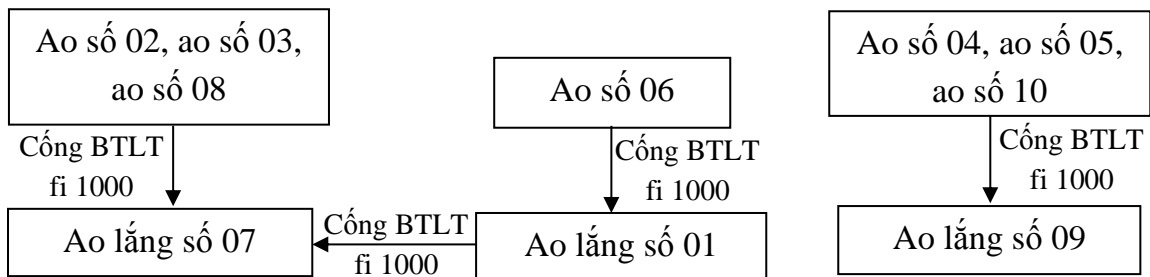 Ao số 02, ao số 03,
ao số 08
Cống BTLT
fi 1000
Ao lắng số 07
Ao số 06
Cống BTLT
fi 1000
Ao lắng số 01
Cống BTLT
fi 1000
Ao số 04, ao số 05,
ao số 10
Cống BTLT
fi 1000
Ao lắng số 09